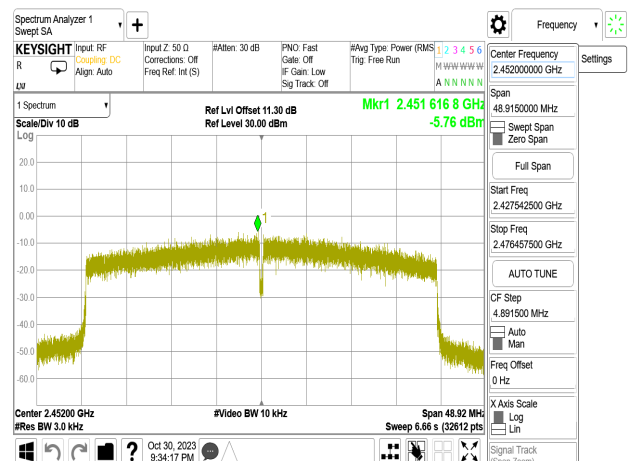 Spectrum Analyzer 1
Swept SA
Frequency
KEYSIGHT
R
Input: RF
Coupling: DC
Align: Auto
Input Z: 50 Ω
Corrections: Off
Freq Ref: Int (S)
#Atten: 30 dB
PNO: Fast
Gate: Off
IF Gain: Low
Sig Track: Off
#Avg Type: Power (RMS
Trig: Free Run
1 2 3 4 5 6
M W W W W W
A N N N N N
Center Frequency
2.452000000 GHz
Settings
Span
48.9150000 MHz
Swept Span
Zero Span
Full Span
Start Freq
2.427542500 GHz
Stop Freq
2.476457500 GHz
AUTO TUNE
CF Step
4.891500 MHz
Auto
Man
Freq Offset
0 Hz
X Axis Scale
Log
Lin
Signal Track
(Span Zoom)
1 Spectrum
Scale/Div 10 dB
Log
Ref Lvl Offset 11.30 dB
Ref Level 30.00 dBm
Mkr1 2.451 616 8 GHz
-5.76 dBm
20.0
10.0
0.00
-10.0
-20.0
-30.0
-40.0
-50.0
-60.0
1
Center 2.45200 GHz
#Res BW 3.0 kHz
#Video BW 10 kHz
Span 48.92 MHz
Sweep 6.66 s (32612 pts
Oct 30, 2023
9:34:17 PM